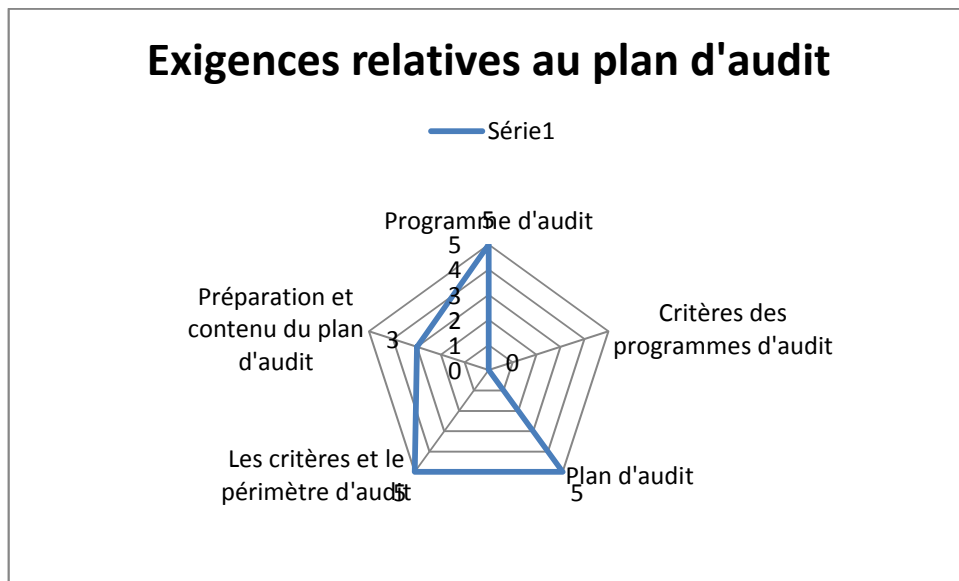 Exigences relatives au plan d'audit
Série1
5
Programme d'audit
5
4
3
2
1
0
Critères des
programmes d'audit
0
Plan d'audit
5
Les critères et le
périmètre d'audit
5
Préparation et
contenu du plan
d'audit
3